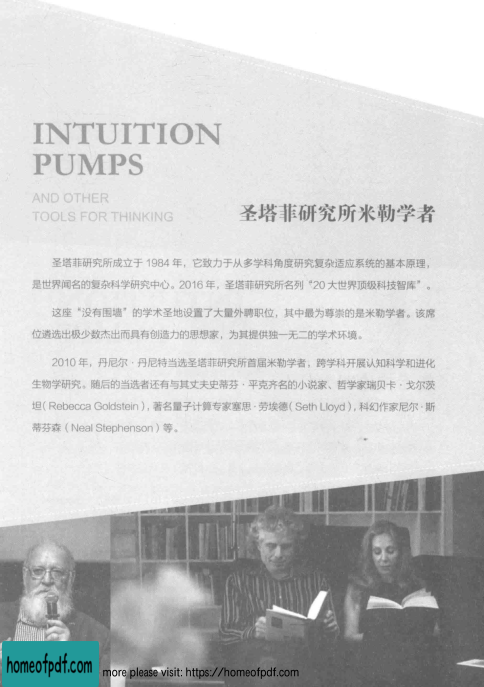 INTUITION
PUMPS
AND OTHER
TOOLS FOR THINKING
圣塔菲研究所米勒学者
圣塔菲研究所成立于 1984 年，它致力于从多学科角度研究复杂适应系统的基本原理，
是世界闻名的复杂科学研究中心。2016 年，圣塔菲研究所名列“20 大世界顶级科技智库”。
这座“没有围墙”的学术圣地设置了大量外聘职位，其中最为尊崇的是米勒学者。该席
位遴选出极少数杰出而具有创造力的思想家，为其提供独一无二的学术环境。
2010 年，丹尼尔·丹尼特当选圣塔菲研究所首届米勒学者，跨学科开展认知科学和进化
生物学研究。随后的当选者还有与其丈夫史蒂芬·平克齐名的小说家、哲学家瑞贝卡·戈尔茨
坦（Rebecca Goldstein），著名量子计算专家塞思·劳埃德（Seth Lloyd），科幻作家尼尔·斯
蒂芬森（Neal Stephenson）等。
homeofpdf.com
more please visit: https://homeofpdf.com